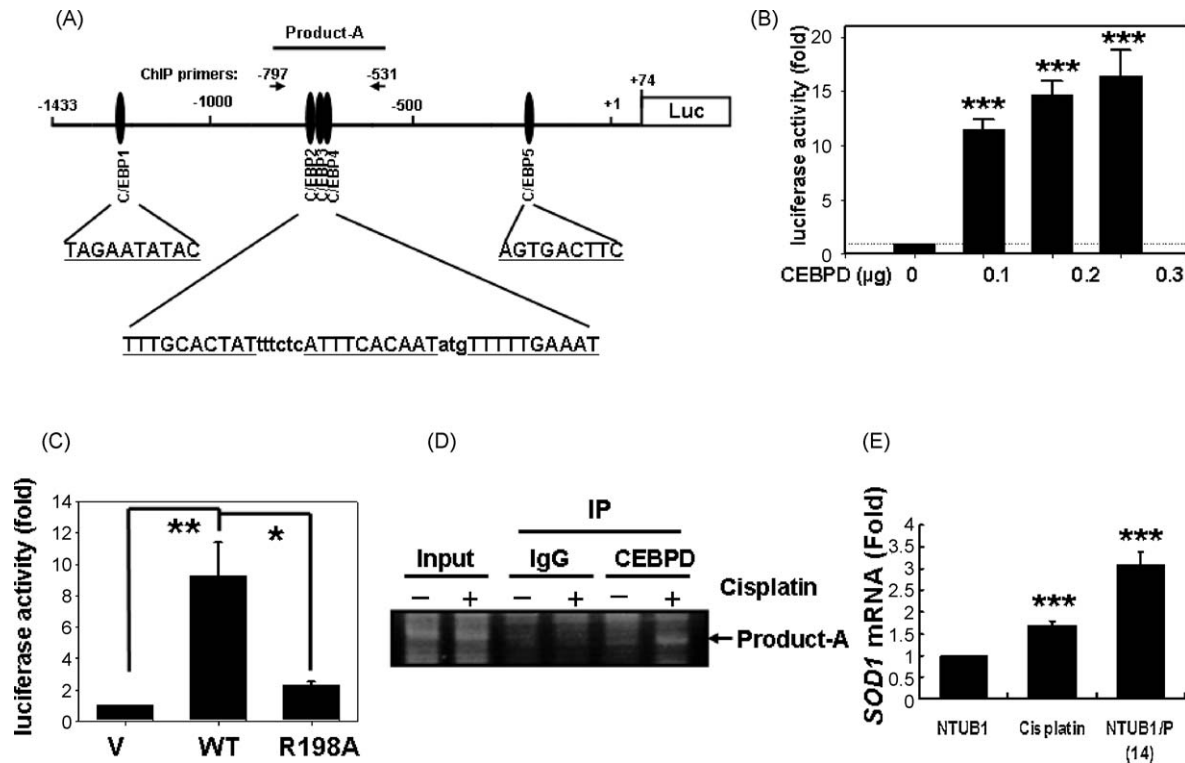 (A)
Product-A
ChIP primers:
-797
-531
+74
-1433
-1000
-500
+1
Luc
C/EBP1
C/EBP2
C/EBP3
C/EBP4
C/EBP5
TAGAATATAC
AGTGACTTC
TTTGCACTATtttctcATTTCACAATatgTTTTTGAAAT
(B)
luciferase activity (fold)
20
15
10
5
0
***
***
***
CEBPD (µg)
0
0.1
0.2
0.3
(C)
luciferase activity (fold)
14
12
10
8
6
4
2
0
**
*
V
WT
R198A
(D)
IP
Input
IgG
CEBPD
Cisplatin
− + − + − +
Product-A
(E)
SOD1 mRNA (Fold)
4
3.5
3
2.5
2
1.5
1
0.5
0
***
***
NTUB1
Cisplatin
NTUB1/P
(14)